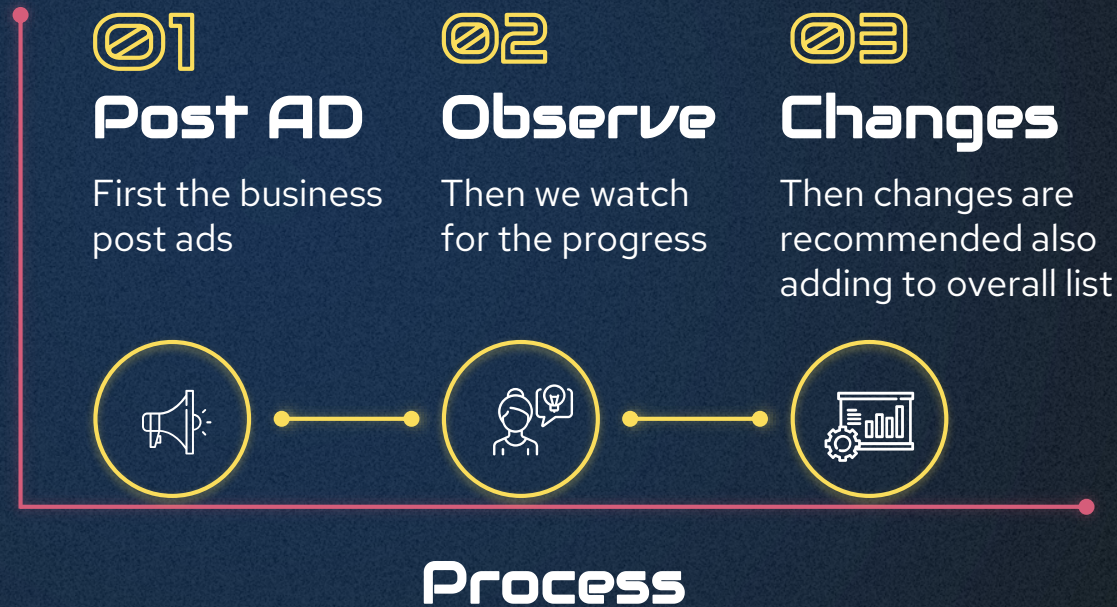 01
Post AD
First the business
post ads
02
Observe
Then we watch
for the progress
03
Changes
Then changes are
recommended also
adding to overall list
Process